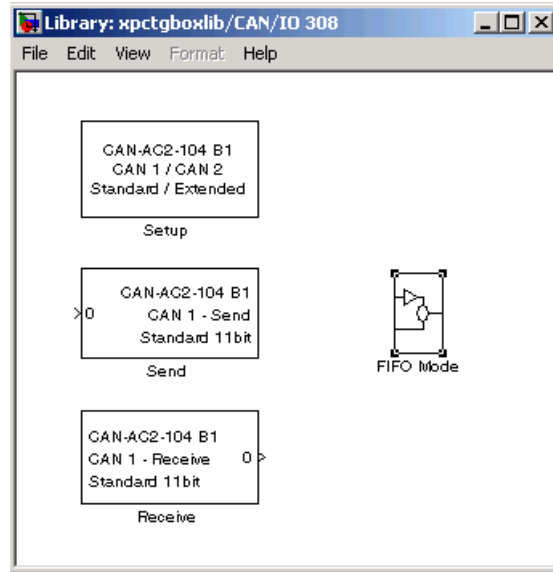 Library: xpctgboxlib/CAN/IO 308
File Edit View Format Help
CAN-AC2-104 B1
CAN 1 / CAN 2
Standard / Extended
Setup
0
CAN-AC2-104 B1
CAN 1 - Send
Standard 11bit
Send
FIFO Mode
CAN-AC2-104 B1
CAN 1 - Receive 0
Standard 11bit
Receive